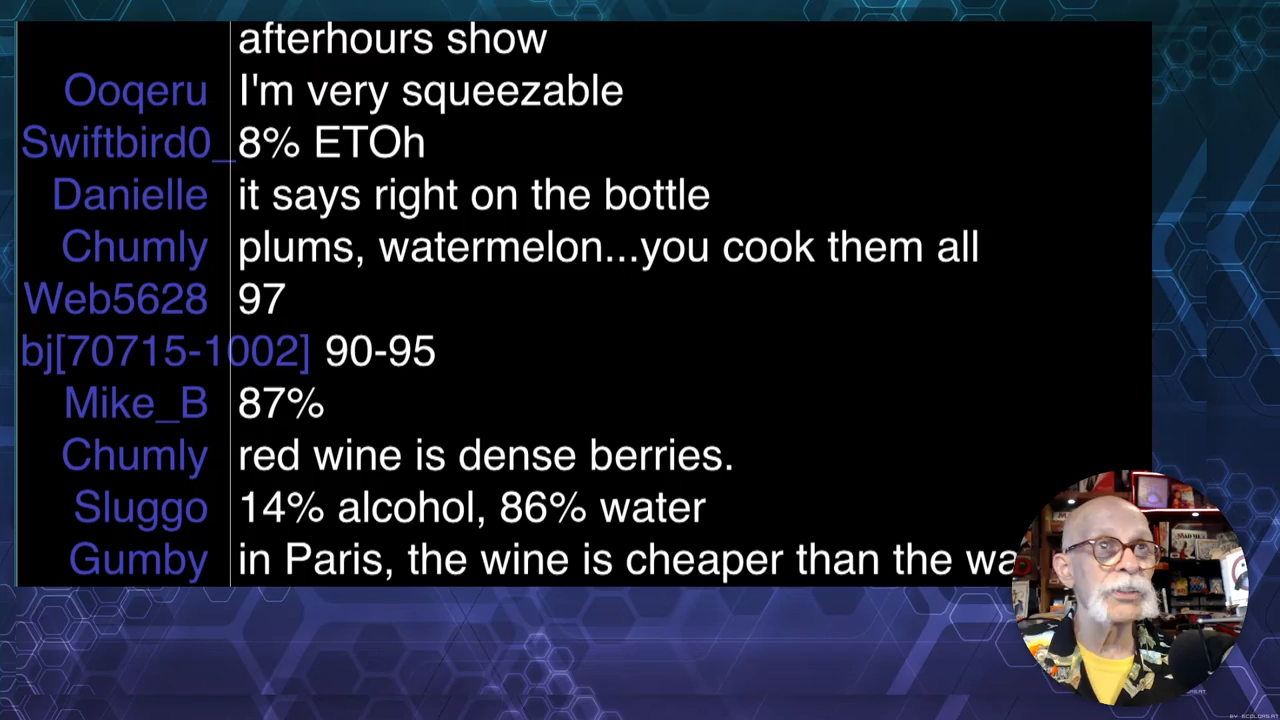 afterhours show
Ooqeru I'm very squeezable
Swiftbird0_ 8% ETOh
Danielle it says right on the bottle
Chumly plums, watermelon...you cook them all
Web5628 97
bj[70715-1002] 90-95
Mike_B 87%
Chumly red wine is dense berries.
Sluggo 14% alcohol, 86% water
Gumby in Paris, the wine is cheaper than the